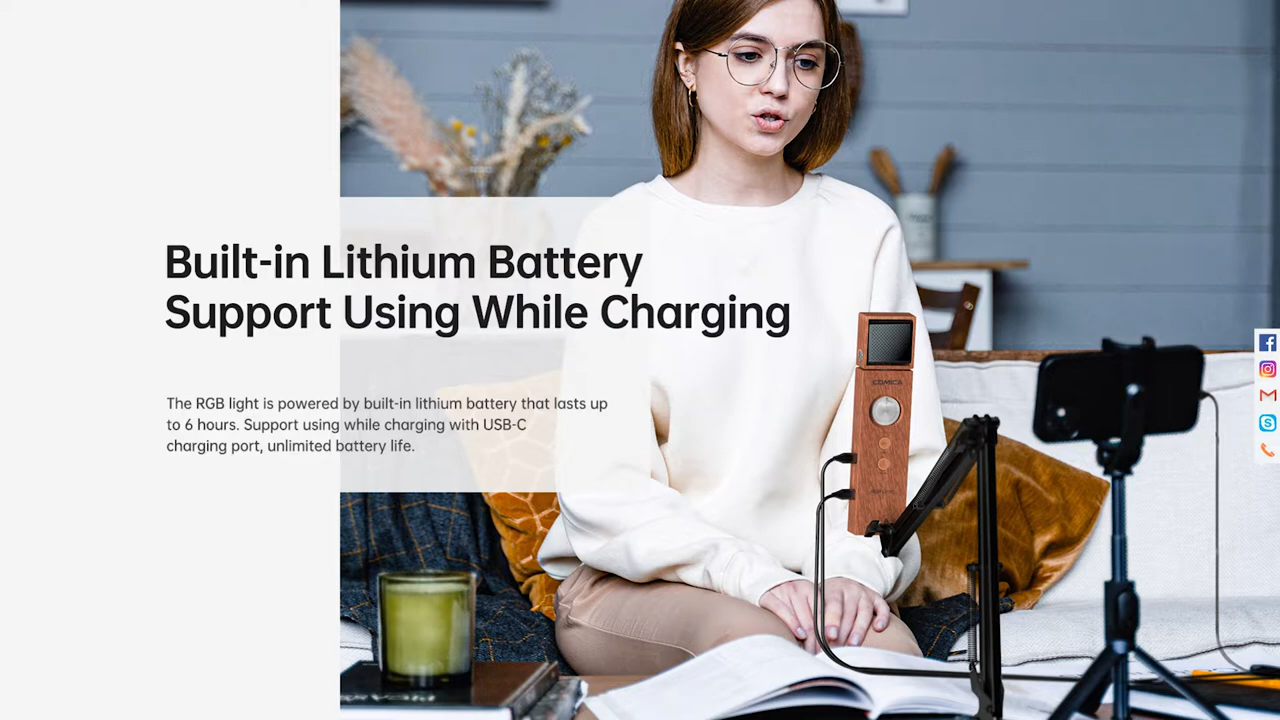 Built-in Lithium Battery
Support Using While Charging
The RGB light is powered by built-in lithium battery that lasts up
to 6 hours. Support using while charging with USB-C
charging port, unlimited battery life.
COMICA